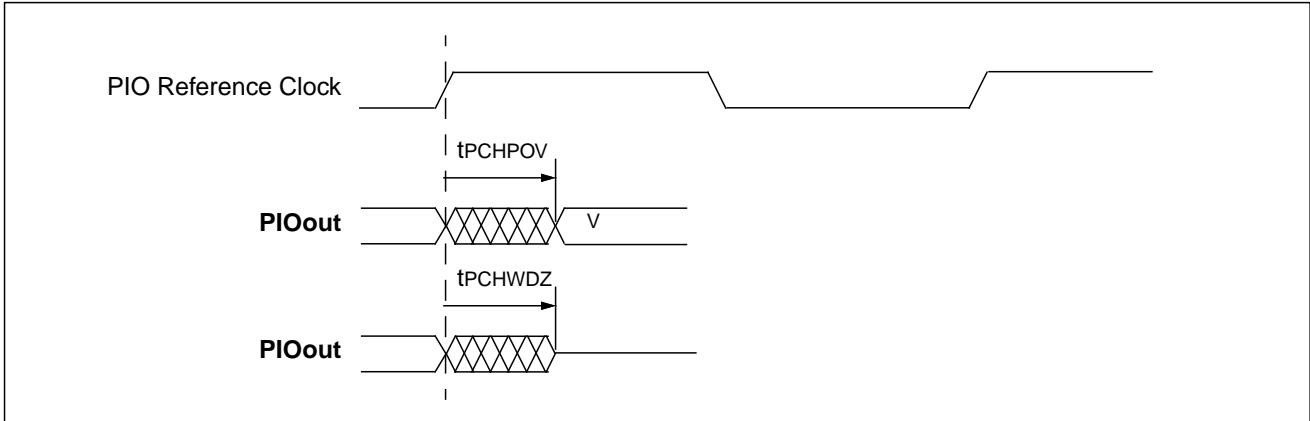 PIO Reference Clock
tPCHPOV
PIOout
V
tPCHWDZ
PIOout